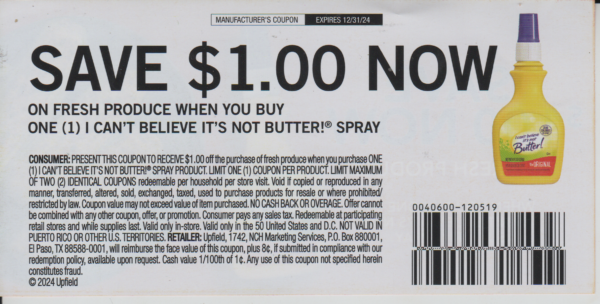 MANUFACTURER'S COUPON EXPIRES 12/31/24
SAVE $1.00 NOW
ON FRESH PRODUCE WHEN YOU BUY
ONE (1) I CAN'T BELIEVE IT'S NOT BUTTER!® SPRAY
CONSUMER: PRESENT THIS COUPON TO RECEIVE $1.00 off the purchase of fresh produce when you purchase ONE
(1) I CAN'T BELIEVE IT'S NOT BUTTER!® SPRAY PRODUCT. LIMIT ONE (1) COUPON PER PRODUCT. LIMIT MAXIMUM
OF TWO (2) IDENTICAL COUPONS redeemable per household per store visit. Void if copied or reproduced in any
manner, transferred, altered, sold, exchanged, taxed, used to purchase products for resale or where prohibited/
restricted by law. Coupon value may not exceed value of item purchased. NO CASH BACK OR OVERAGE. Offer cannot
be combined with any other coupon, offer, or promotion. Consumer pays any sales tax. Redeemable at participating
retail stores and while supplies last. Valid only in-store. Valid only in the 50 United States and D.C. NOT VALID IN
PUERTO RICO OR OTHER U.S. TERRITORIES. RETAILER: Upfield, 1742, NCH Marketing Services, P.O. Box 880001,
El Paso, TX 88588-0001, will reimburse the face value of this coupon, plus 8¢, if submitted in compliance with our
redemption policy, available upon request. Cash value 1/100th of 1¢. Any use of this coupon not specified herein
constitutes fraud.
© 2024 Upfield
I can't believe
it's not
Butter!
ORIGINAL
0040600-120519